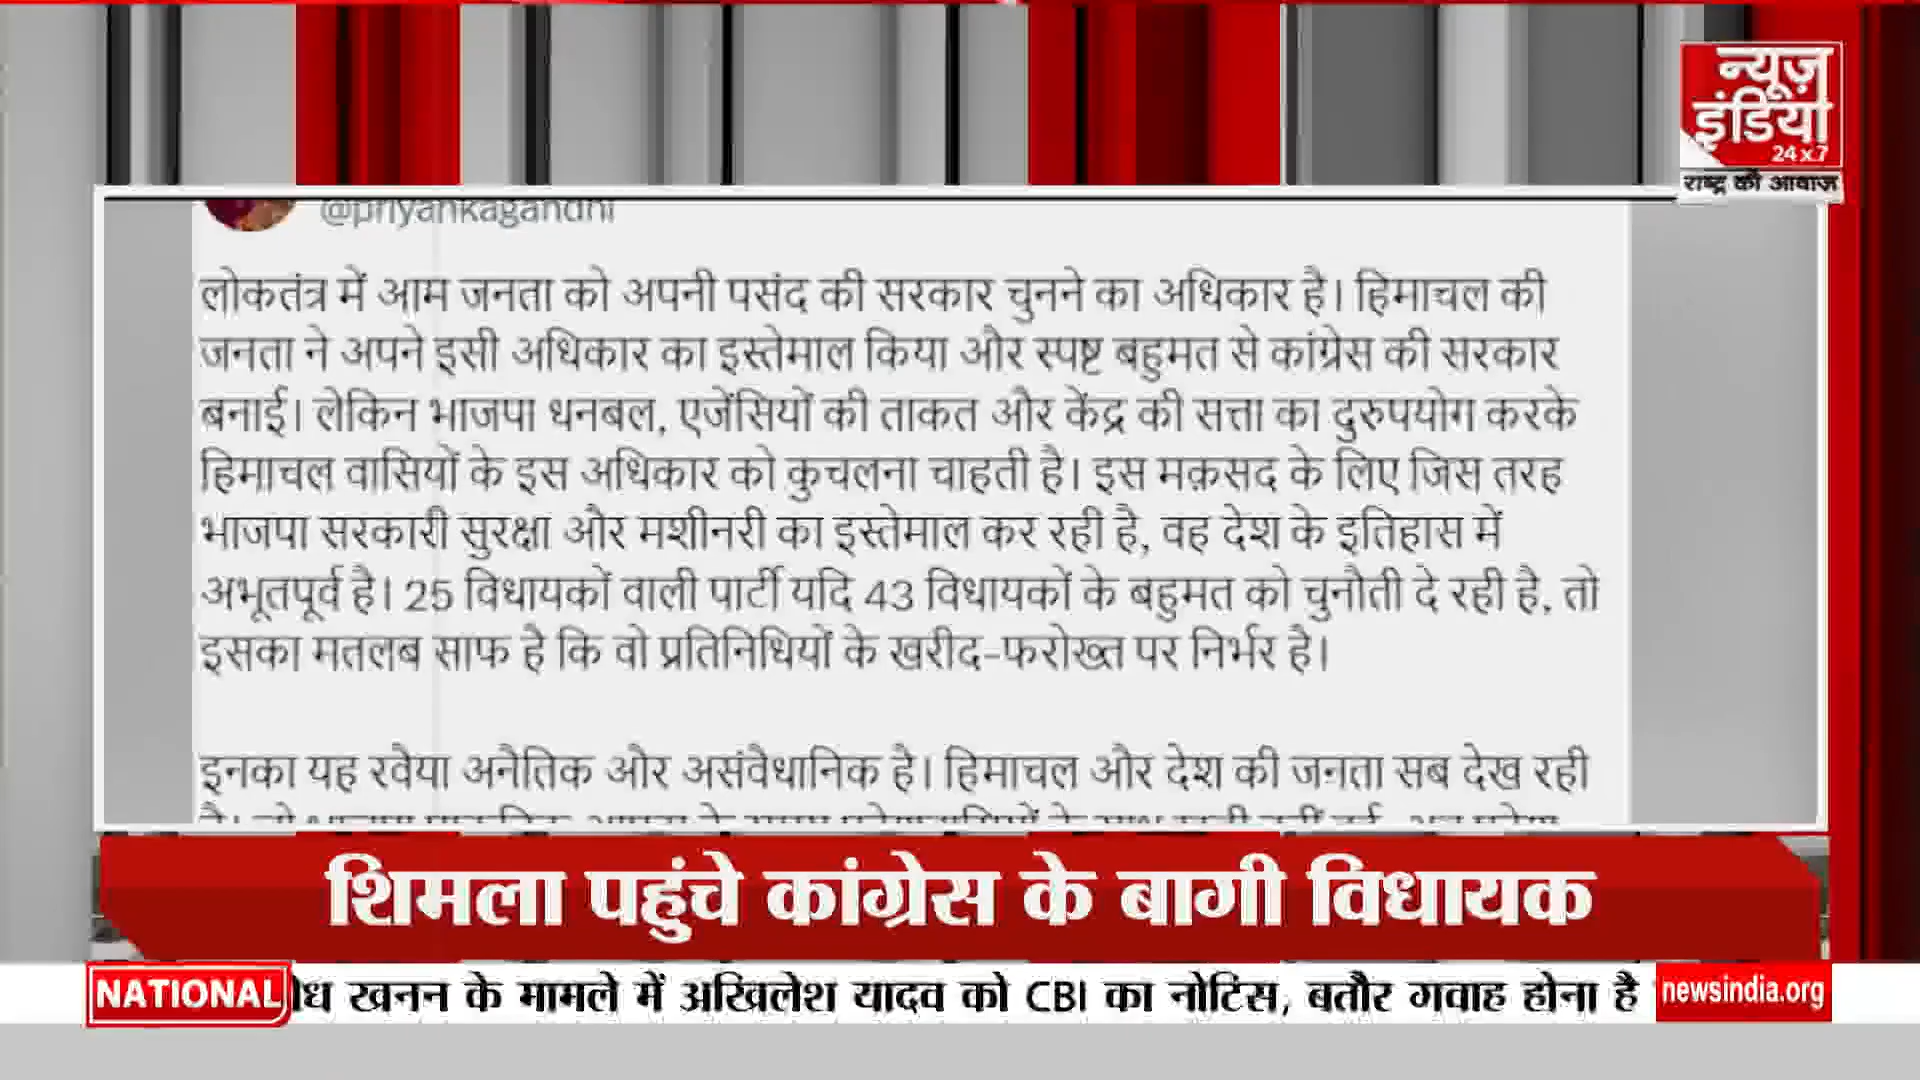 न्यूज़
इंडिया
24x7
राष्ट्र की आवाज़
@priyankagandhi
लोकतंत्र में आम जनता को अपनी पसंद की सरकार चुनने का अधिकार है। हिमाचल की
जनता ने अपने इसी अधिकार का इस्तेमाल किया और स्पष्ट बहुमत से कांग्रेस की सरकार
बनाई। लेकिन भाजपा धनबल, एजेंसियों की ताकत और केंद्र की सत्ता का दुरुपयोग करके
हिमाचल वासियों के इस अधिकार को कुचलना चाहती है। इस मक़सद के लिए जिस तरह
भाजपा सरकारी सुरक्षा और मशीनरी का इस्तेमाल कर रही है, वह देश के इतिहास में
अभूतपूर्व है। 25 विधायकों वाली पार्टी यदि 43 विधायकों के बहुमत को चुनौती दे रही है, तो
इसका मतलब साफ है कि वो प्रतिनिधियों के खरीद-फरोख्त पर निर्भर है।
इनका यह रवैया अनैतिक और असंवैधानिक है। हिमाचल और देश की जनता सब देख रही
शिमला पहुंचे कांग्रेस के बागी विधायक
NATIONAL
खनन के मामले में अखिलेश यादव को CBI का नोटिस, बतौर गवाह होना है
newsindia.org